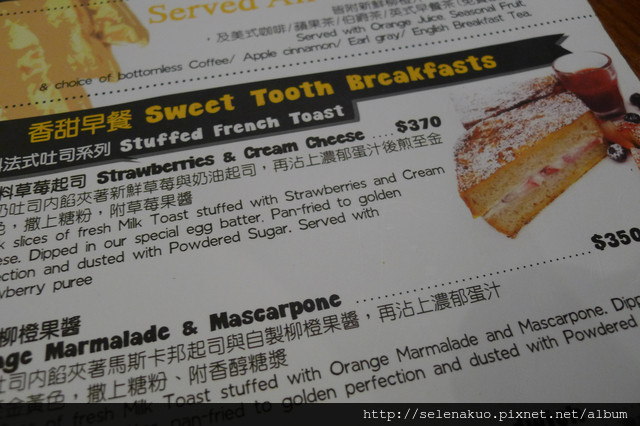 Served
皆附新鮮柳橙
及美式咖啡/蘋果茶/伯爵茶/英式早餐茶
Served with Orange Juice, Seasonal Fruit,
& choice of bottomless Coffee/ Apple cinnamon/ Earl gray/ English Breakfast Tea.
香甜早餐 Sweet Tooth Breakfasts
法式吐司系列 Stuffed French Toast
料草莓起司 Strawberries & Cream Cheese ... $370
奶吐司內餡夾著新鮮草莓與奶油起司，再沾上濃郁蛋汁後煎至金
色，撒上糖粉，附草莓果醬
slices of fresh Milk Toast stuffed with Strawberries and Cream
ese. Dipped in our special egg batter. Pan-fried to golden
ection and dusted with Powdered Sugar. Served with
wberry puree
柳橙果醬
nge Marmalade & Mascarpone ... $350
吐司內餡夾著馬斯卡邦起司與自製柳橙果醬，再沾上濃郁蛋汁
金黃色，撒上糖粉、附香醇糖漿
of fresh Milk Toast stuffed with Orange Marmalade and Mascarpone. Dipp
pan-fried to golden perfection and dusted with Powdered
http://selenakuo.pixnet.net/album